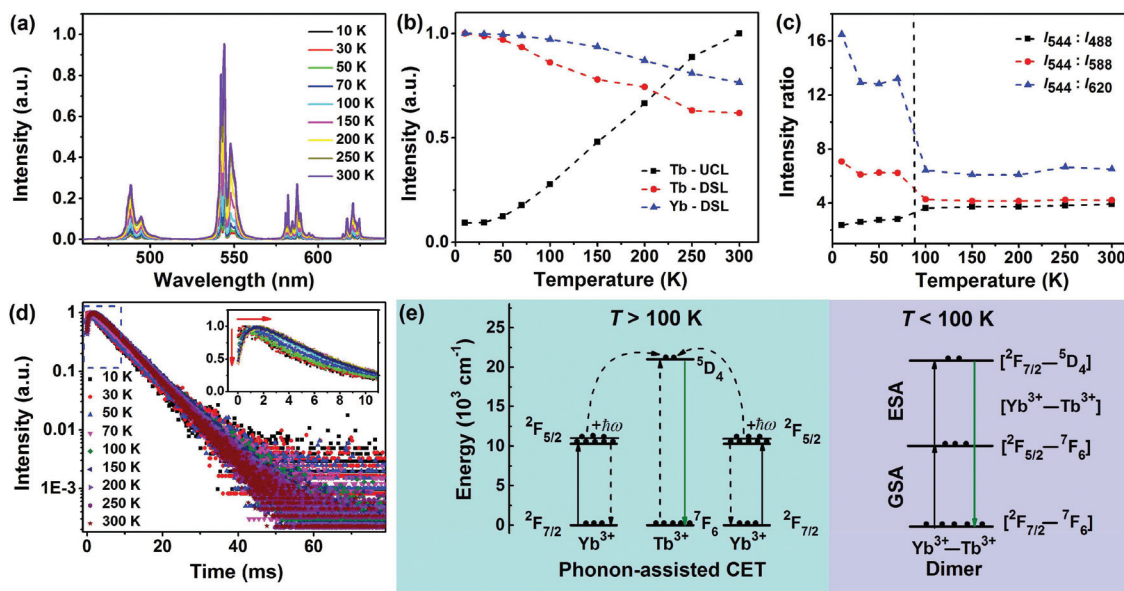 (a)
Intensity (a.u.)
1.0
0.8
0.6
0.4
0.2
0.0
500
550
600
Wavelength (nm)
10 K
30 K
50 K
70 K
100 K
150 K
200 K
250 K
300 K
(b)
Intensity (a.u.)
1.0
0.5
0.0
0 50 100 150 200 250 300
Temperature (K)
Tb - UCL
Tb - DSL
Yb - DSL
(c)
Intensity ratio
16
12
8
4
0 50 100 150 200 250 300
Temperature (K)
I544 : I488
I544 : I588
I544 : I620
(d)
Intensity (a.u.)
1
0.1
0.01
1E-3
0 20 40 60
Time (ms)
10 K
30 K
50 K
70 K
100 K
150 K
200 K
250 K
300 K
1.0
0.5
0.0
0 2 4 6 8 10
(e)
T > 100 K
Energy (10³ cm⁻¹)
25
20
15
10
5
0
⁵D₄
+ħω
+ħω
²F5/2
²F5/2
²F7/2
⁷F₆
²F7/2
Yb³⁺
Tb³⁺
Yb³⁺
Phonon-assisted CET
T < 100 K
ESA
GSA
[²F7/2—⁵D₄]
[Yb³⁺—Tb³⁺]
[²F5/2—⁷F₆]
[²F7/2—⁷F₆]
Yb³⁺—Tb³⁺
Dimer